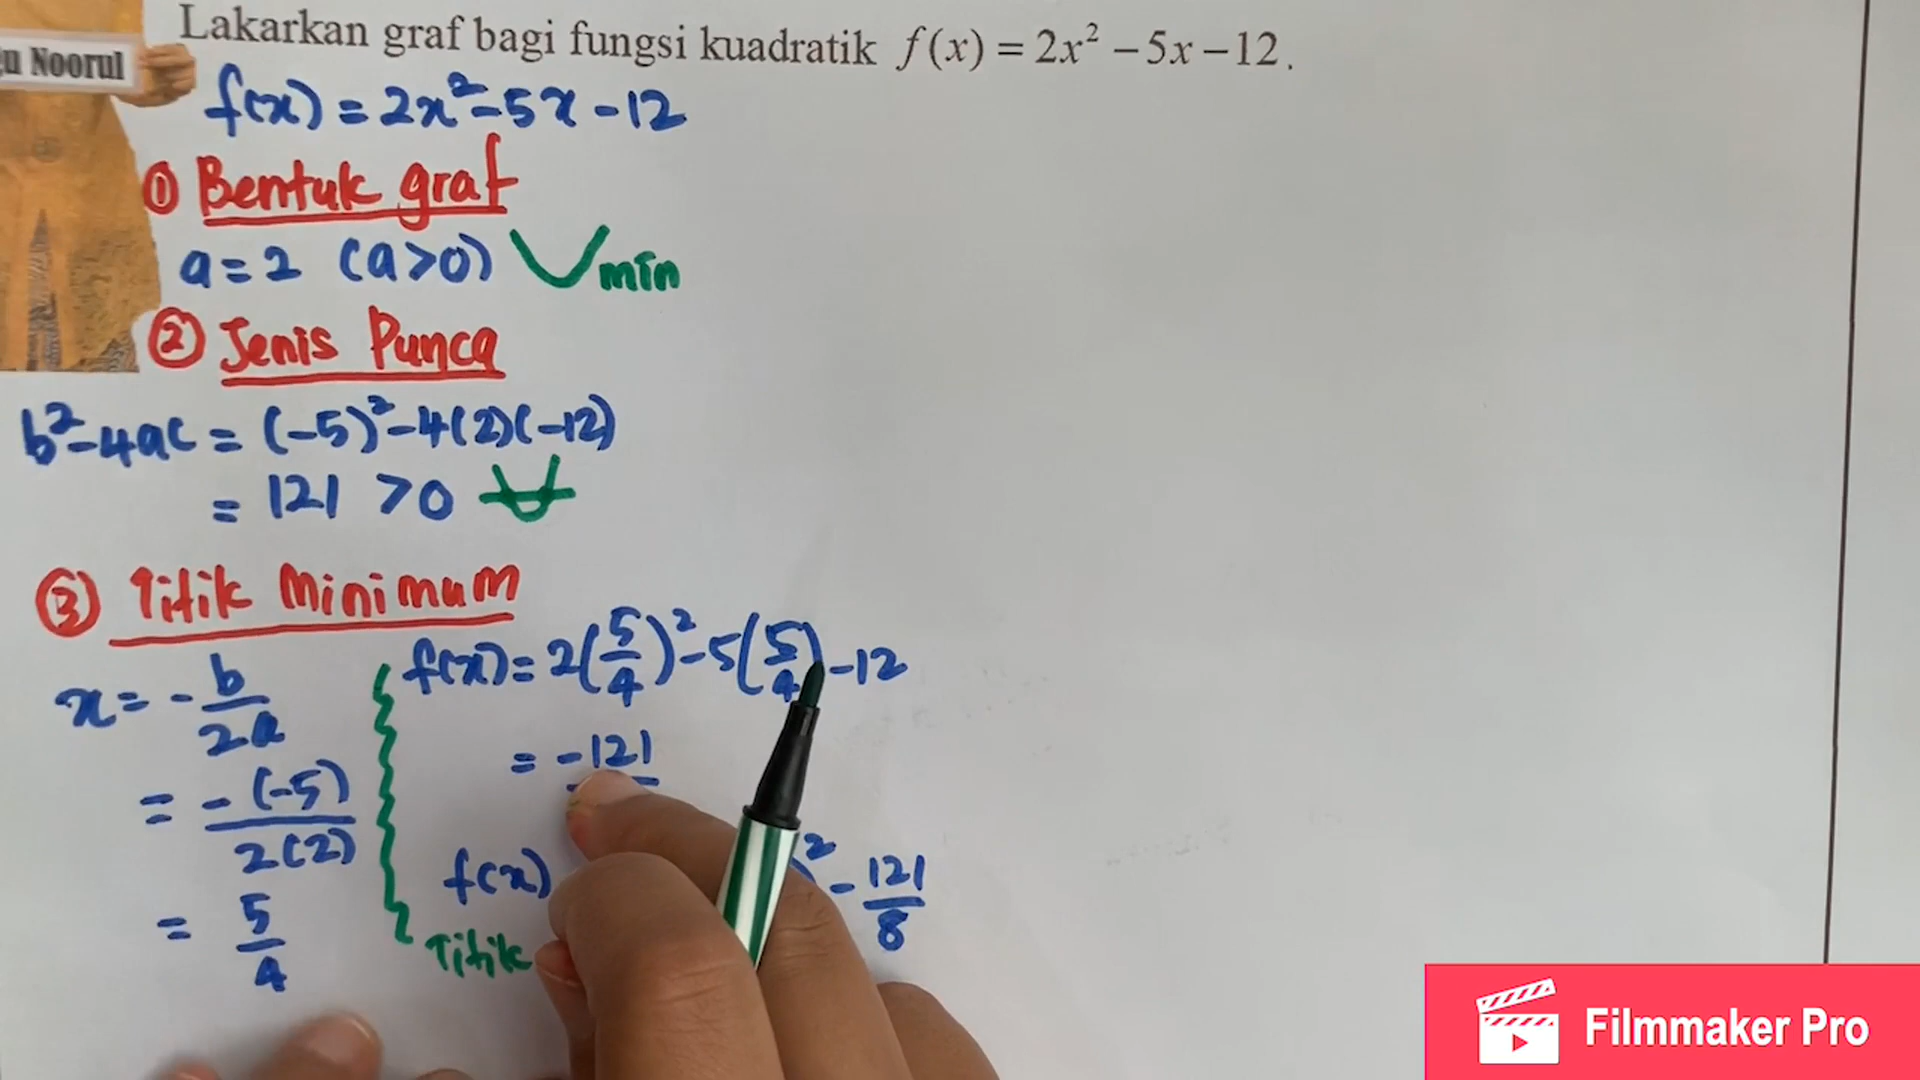 Lakarkan graf bagi fungsi kuadratik f(x) = 2x² – 5x – 12.
Noorul
f(x) = 2x² - 5x - 12
① Bentuk graf
a = 2 (a > 0) min
② Jenis Punca
b² - 4ac = (-5)² - 4(2)(-12)
= 121 > 0
③ Titik Minimum
x = - b/2a
= -(-5)/2(2)
= 5/4
f(x) = 2(5/4)² - 5(5/4) - 12
= -121
f(x) )² - 121/8
Titik
Filmmaker Pro